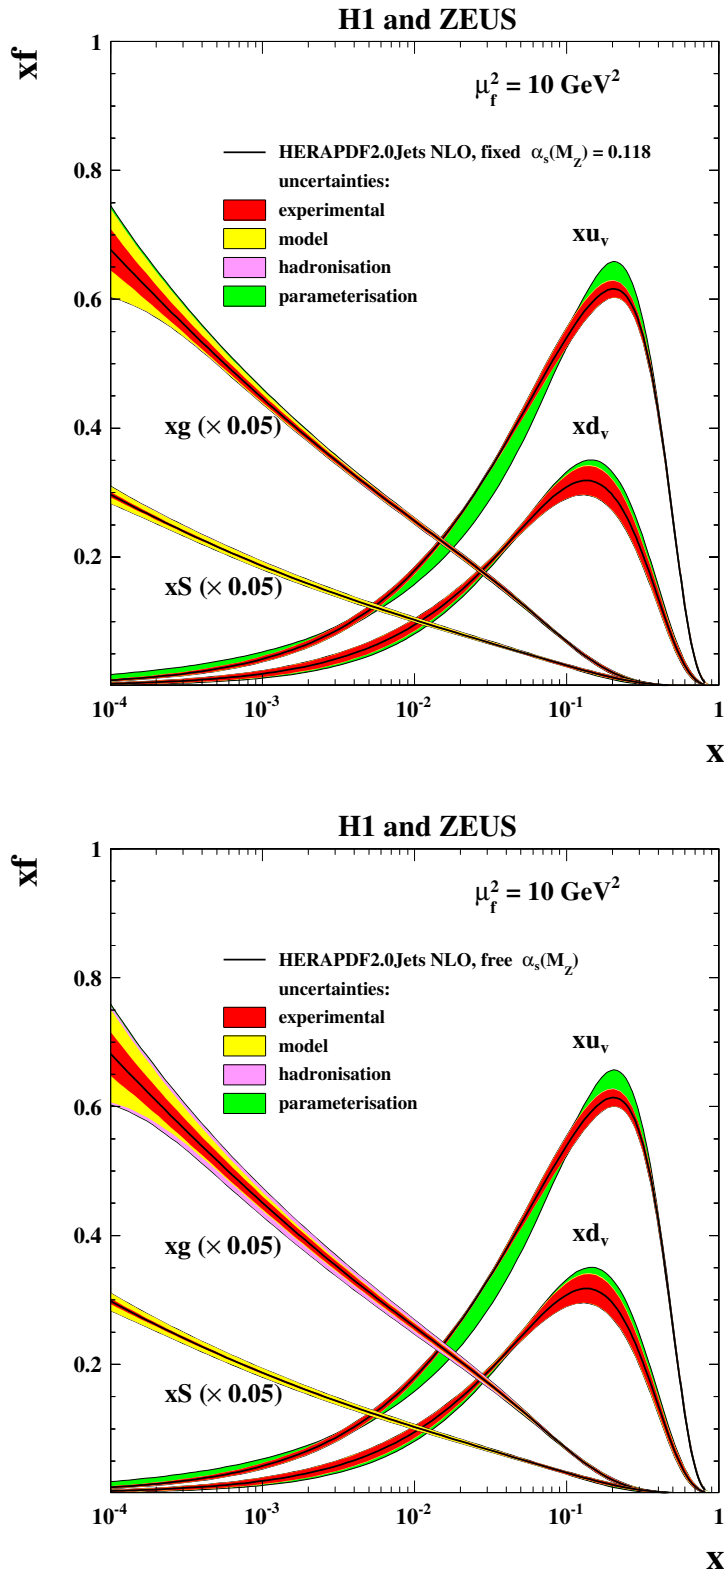 H1 and ZEUS
xf
1
μ_f^2 = 10 GeV^2
0.8
HERAPDF2.0Jets NLO, fixed α_s(M_Z) = 0.118
uncertainties:
experimental
model
hadronisation
parameterisation
xu_v
0.6
0.4
xg (× 0.05)
xd_v
0.2
xS (× 0.05)
10^-4 10^-3 10^-2 10^-1 1
x
H1 and ZEUS
xf
1
μ_f^2 = 10 GeV^2
0.8
HERAPDF2.0Jets NLO, free α_s(M_Z)
uncertainties:
experimental
model
hadronisation
parameterisation
xu_v
0.6
0.4
xg (× 0.05)
xd_v
0.2
xS (× 0.05)
10^-4 10^-3 10^-2 10^-1 1
x